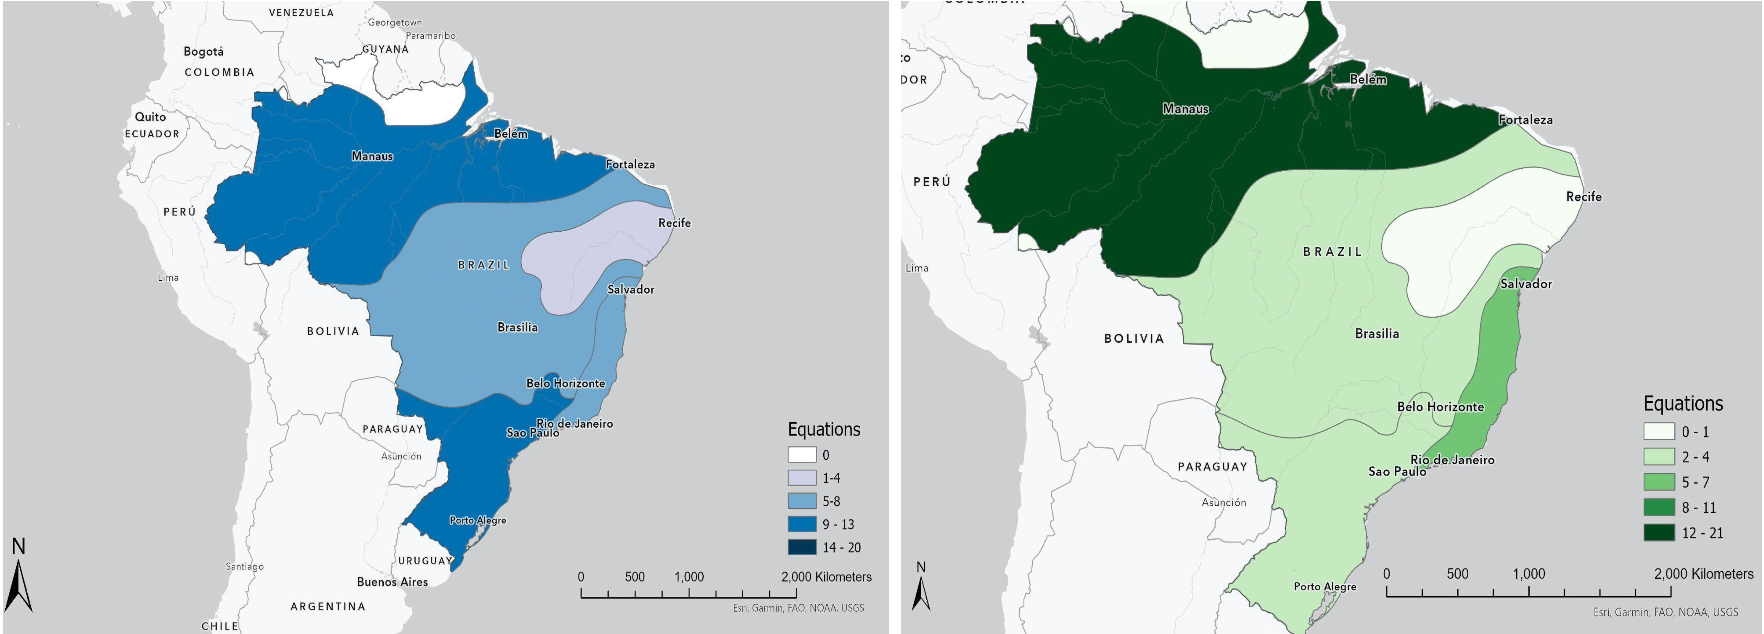 VENEZUELA
Georgetown
Paramaribo
GUYANA
Bogotá
COLOMBIA
Quito
ECUADOR
Belém
Manaus
Fortaleza
PERÚ
Recife
BRAZIL
Lima
Salvador
Brasilia
BOLIVIA
Belo Horizonte
Rio de Janeiro
Sao Paulo
PARAGUAY
Asunción
Porto Alegre
URUGUAY
Santiago
Buenos Aires
ARGENTINA
CHILE
N
Equations
0
1-4
5-8
9 - 13
14 - 20
0 500 1,000 2,000 Kilometers
Esri, Garmin, FAO, NOAA, USGS
COLOMBIA
DOR
Belém
Manaus
Fortaleza
PERÚ
Recife
BRAZIL
Lima
Salvador
Brasilia
BOLIVIA
Belo Horizonte
Rio de Janeiro
Sao Paulo
PARAGUAY
Asunción
Porto Alegre
N
Equations
0 - 1
2 - 4
5 - 7
8 - 11
12 - 21
0 500 1,000 2,000 Kilometers
Esri, Garmin, FAO, NOAA, USGS